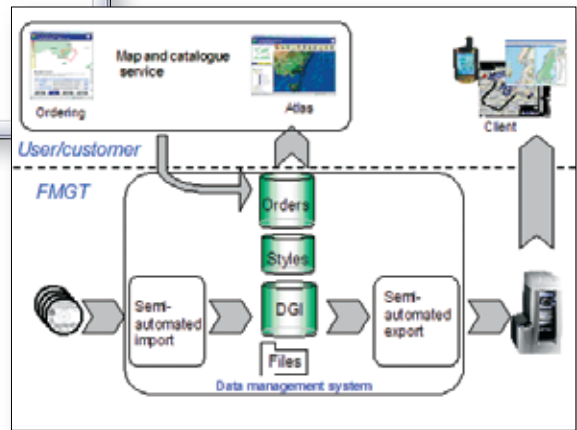 Map and catalogue
service
Ordering
Atlas
Client
User/customer
FMGT
Orders
Styles
Semi-
automated
import
DGI
Semi-
automated
export
Files
Data management system